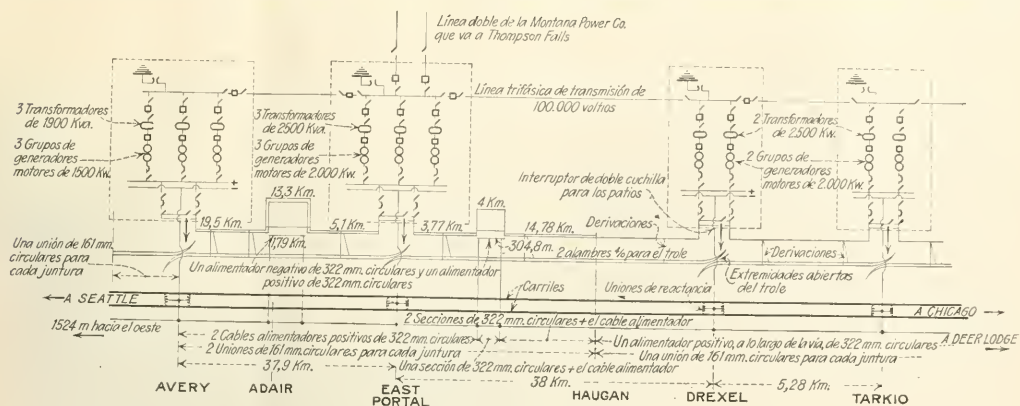 Línea doble de la Montana Power Co.
que va a Thompson Falls
Línea trifásica de transmisión de
100.000 voltios
3 Transformadores
de 1900 Kva.
3 Grupos de
generadores
motores de 1500 Kw.
3 Transformadores
de 2500 Kva.
3 Grupos de
generadores
motores de 2.000 Kw.
2 Transformadores
de 2500 Kw.
2 Grupos de
generadores
motores de 2.000 Kw.
Interruptor de doble cuchilla
para los patios
13,3 Km.
19,5 Km.
1,79 Km.
5,1 Km.
3,77 Km.
4 Km.
14,78 Km.
304,8 m.
Derivaciones
Derivaciones
2 alambres 4/0 para el trole
Extremidades abiertas
del trole
Una unión de 161 mm.
circulares para
cada juntura
Un alimentador negativo de 322 mm. circulares y un alimentador
positivo de 322 mm. circulares
Carriles
Uniones de reactancia
A SEATTLE
A CHICAGO
2 Secciones de 322 mm. circulares + el cable alimentador
1524 m hacia el oeste
A DEER LODGE
2 Cables alimentadores positivos de 322 mm. circulares
Un alimentador positivo, a lo largo de la vía, de 322 mm. circulares
2 Uniones de 161 mm. circulares para cada juntura
Una unión de 161 mm. circulares para cada juntura
37,9 Km.
Una sección de 322 mm. circulares + el cable alimentador
38 Km.
5,28 Km.
AVERY
ADAIR
EAST
PORTAL
HAUGAN
DREXEL
TARKIO